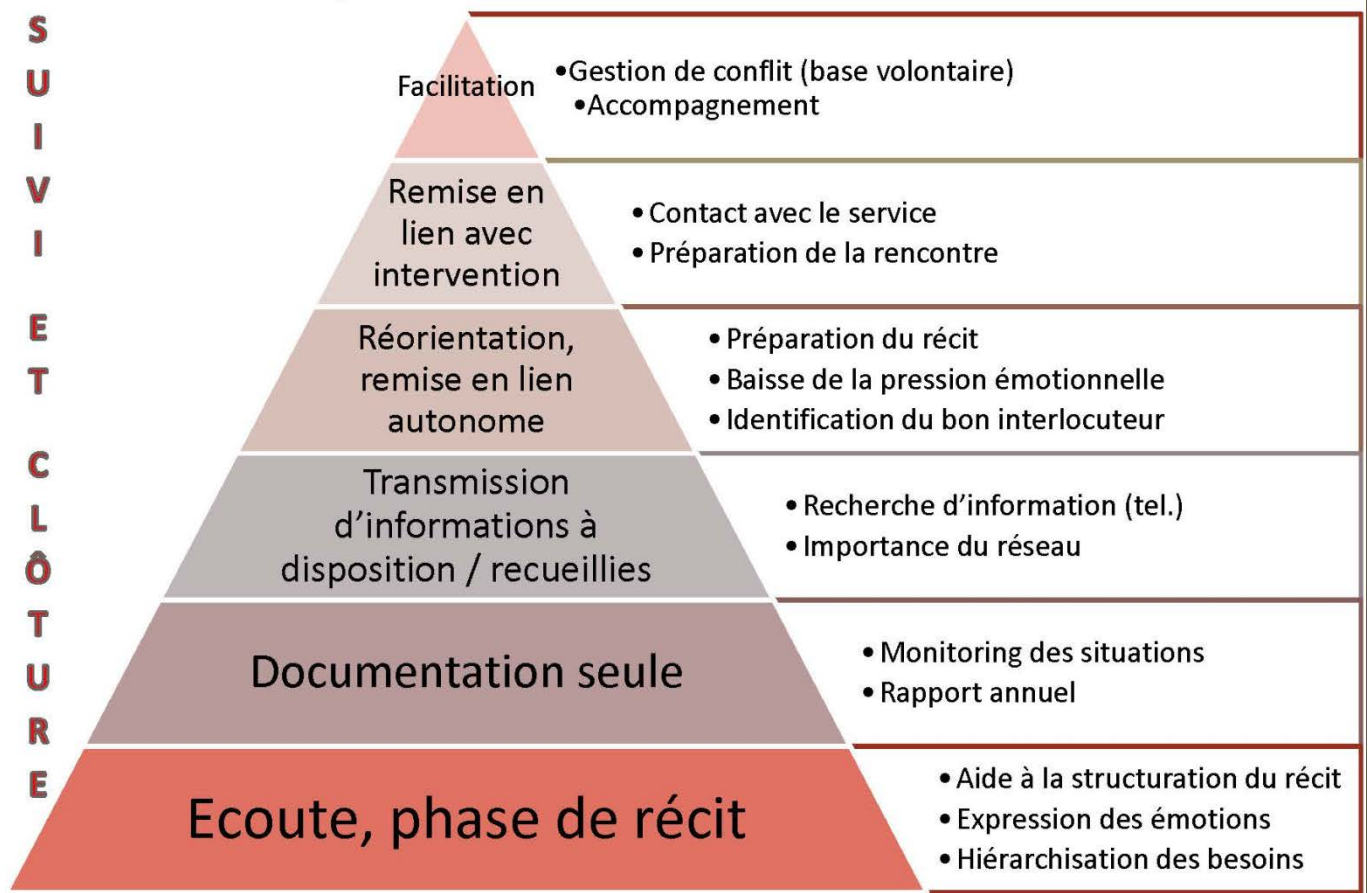 SUIVI ET CLÔTURE
Facilitation
•Gestion de conflit (base volontaire)
•Accompagnement
Remise en
lien avec
intervention
• Contact avec le service
• Préparation de la rencontre
Réorientation,
remise en lien
autonome
• Préparation du récit
• Baisse de la pression émotionnelle
• Identification du bon interlocuteur
Transmission
d'informations à
disposition / recueillies
• Recherche d'information (tel.)
• Importance du réseau
Documentation seule
• Monitoring des situations
• Rapport annuel
Ecoute, phase de récit
• Aide à la structuration du récit
• Expression des émotions
• Hiérarchisation des besoins